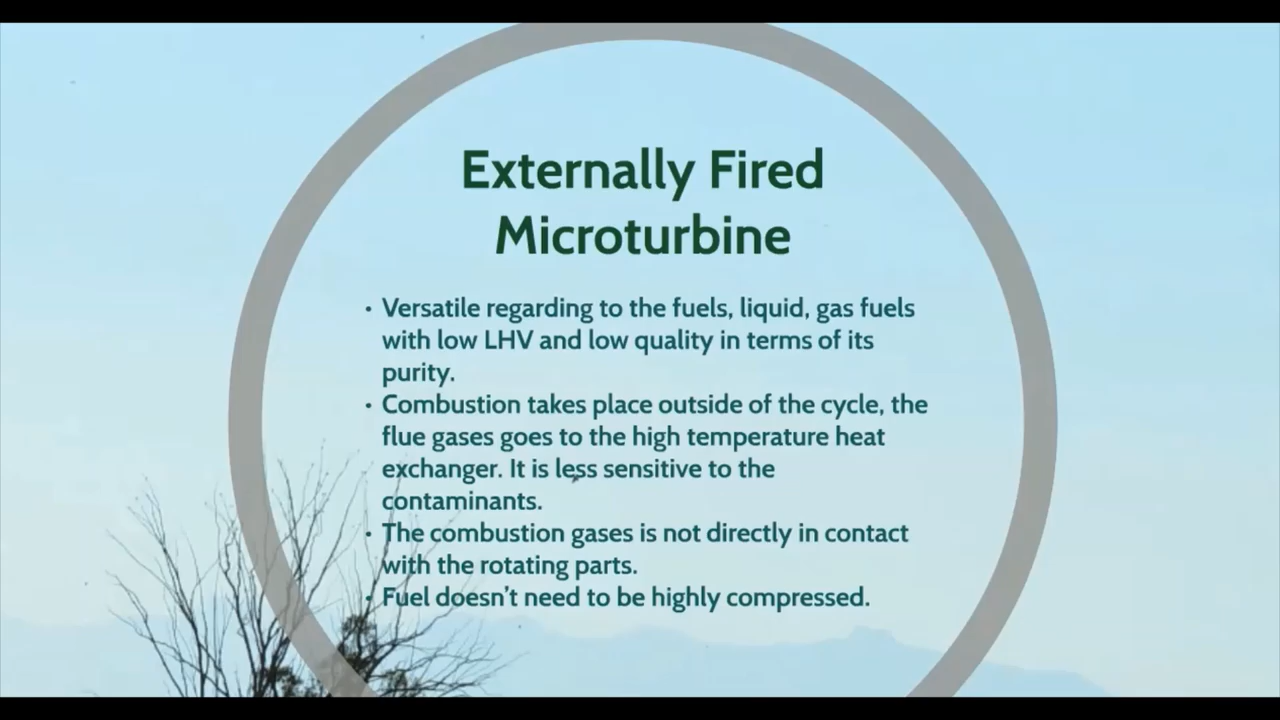 Externally Fired
Microturbine
• Versatile regarding to the fuels, liquid, gas fuels
with low LHV and low quality in terms of its
purity.
• Combustion takes place outside of the cycle, the
flue gases goes to the high temperature heat
exchanger. It is less sensitive to the
contaminants.
• The combustion gases is not directly in contact
with the rotating parts.
• Fuel doesn't need to be highly compressed.